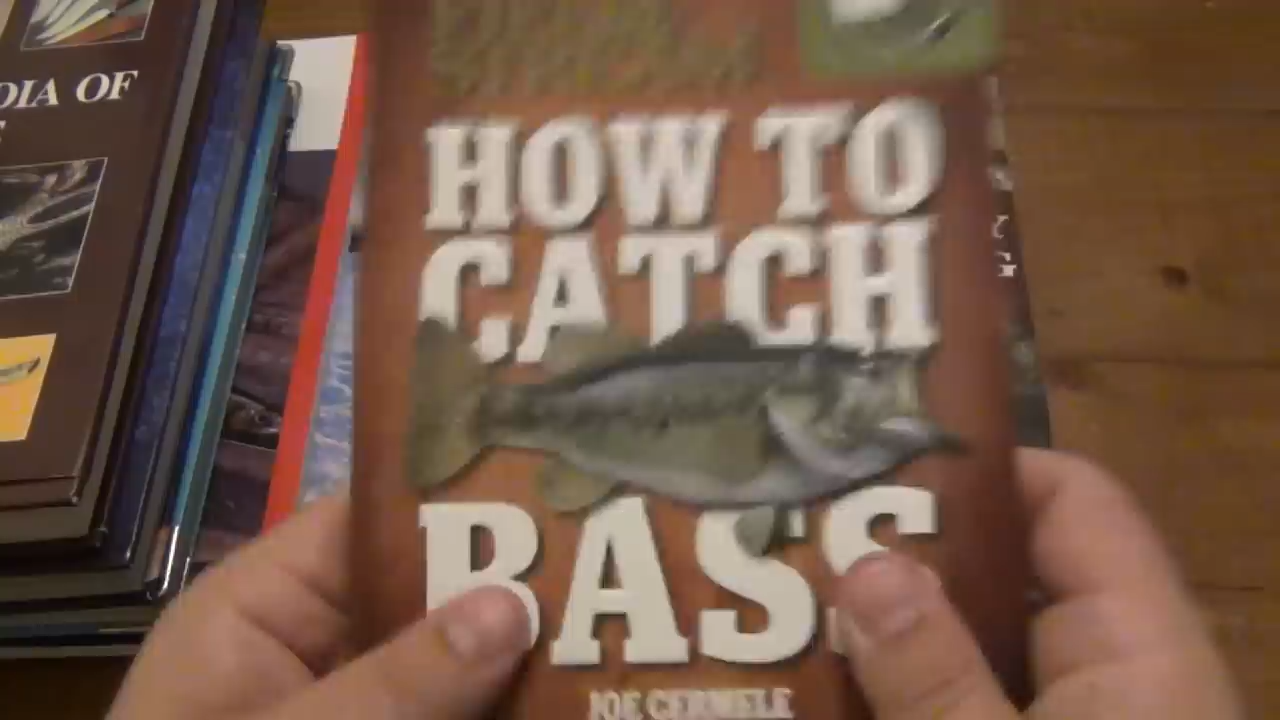 DIA OF
HOW TO
CATCH
BASS
JOE CERMELE